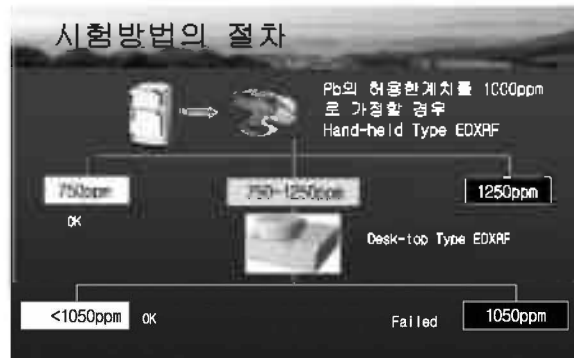 시험방법의 절차
Pb의 허용한계치를 1000ppm
로 가정할 경우
Hand-held Type EDXRF
750ppm
750-1250ppm
1250ppm
OK
Desk-top Type EDXRF
<1050ppm
OK
Failed
1050ppm